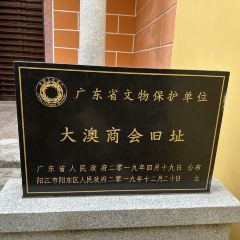 广东省文物保护单位
大澳商会旧址
广东省人民政府二零一九年四月十九日 公布
阳江市阳东区人民政府二零一九年十二月二十日 立